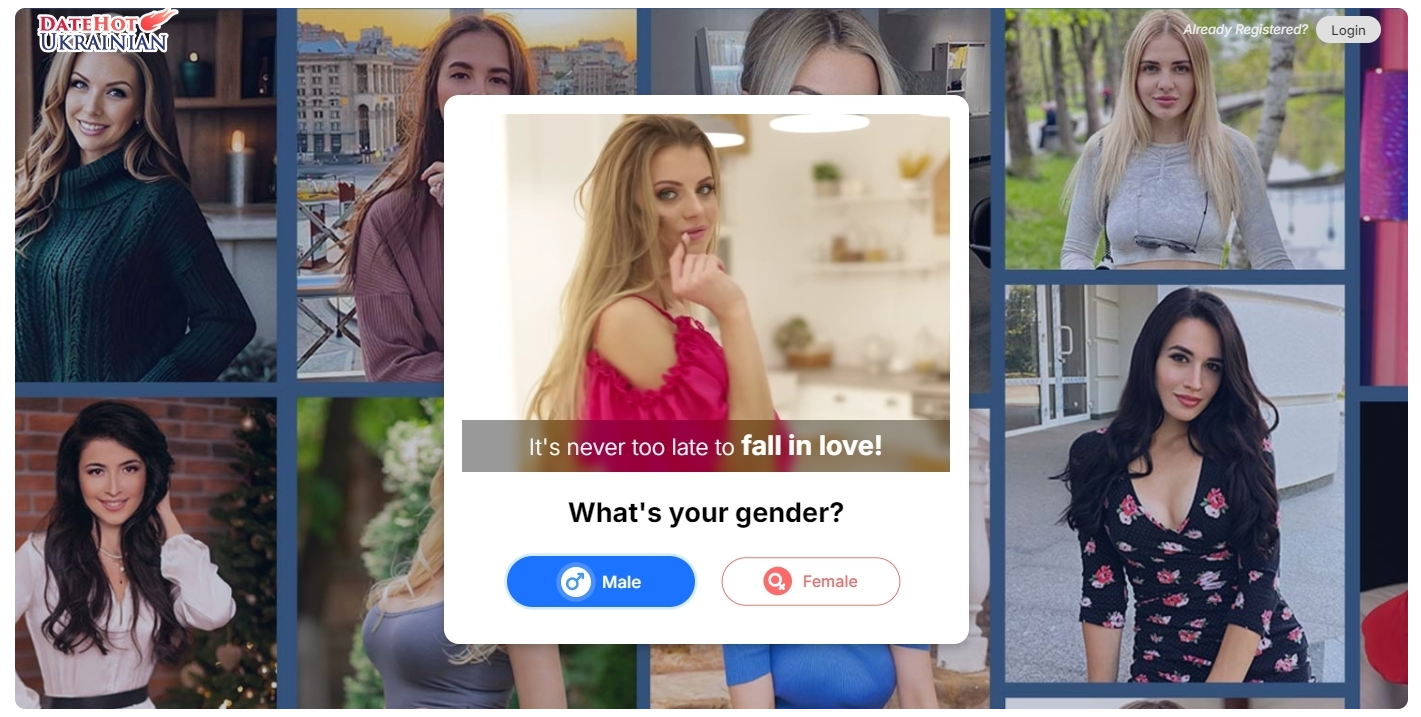 DATEHOT
UKRAINIAN
Already Registered?
Login
It's never too late to fall in love!
What's your gender?
Male
Female